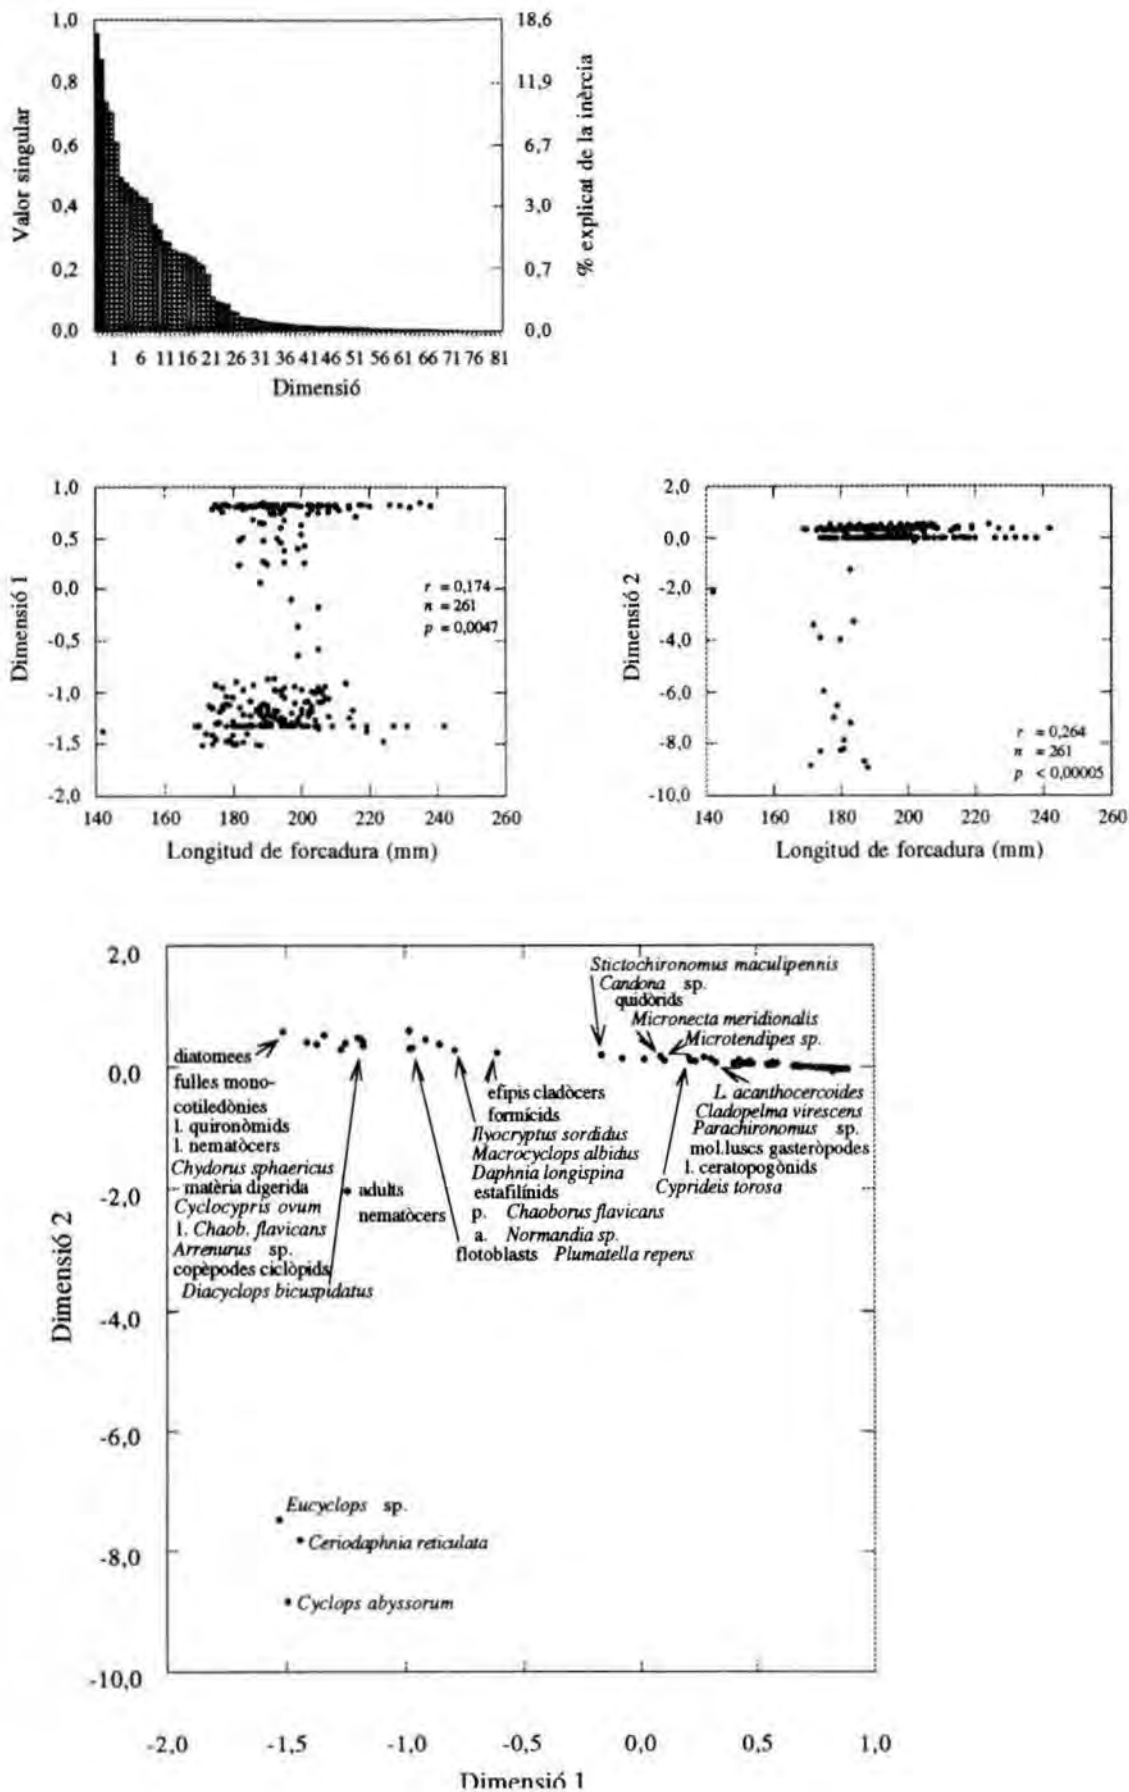 1,0
18,6
0,8
11,9
0,6
6,7
0,4
3,0
0,2
0,7
0,0
0,0
Valor singular
% explicat de la inèrcia
1 6 11 16 21 26 31 36 41 46 51 56 61 66 71 76 81
Dimensió
1,0
0,5
0,0
-0,5
-1,0
-1,5
-2,0
Dimensió 1
r = 0,174
n = 261
p = 0,0047
140 160 180 200 220 240 260
Longitud de forcadura (mm)
2,0
0,0
-2,0
-4,0
-6,0
-8,0
-10,0
Dimensió 2
r = 0,264
n = 261
p < 0,00005
140 160 180 200 220 240 260
Longitud de forcadura (mm)
2,0
0,0
-2,0
-4,0
-6,0
-8,0
-10,0
Dimensió 2
Stictochironomus maculipennis
Candona sp.
quidòrids
Micronecta meridionalis
Microtendipes sp.
diatomees
fulles mono-
cotiledònies
l. quironòmids
l. nematòcers
Chydorus sphaericus
matèria digerida
Cyclocypris ovum
l. Chaob. flavicans
Arrenurus sp.
copèpodes ciclòpids
Diacyclops bicuspidatus
adults
nematòcers
efipis cladòcers
formícids
Ilyocryptus sordidus
Macrocyclops albidus
Daphnia longispina
estafilínids
p. Chaoborus flavicans
a. Normandia sp.
flotoblasts Plumatella repens
L. acanthocercoides
Cladopelma virescens
Parachironomus sp.
mol.luscs gasteròpodes
l. ceratopogònids
Cyprideis torosa
Eucyclops sp.
Ceriodaphnia reticulata
Cyclops abyssorum
-2,0 -1,5 -1,0 -0,5 0,0 0,5 1,0
Dimensió 1